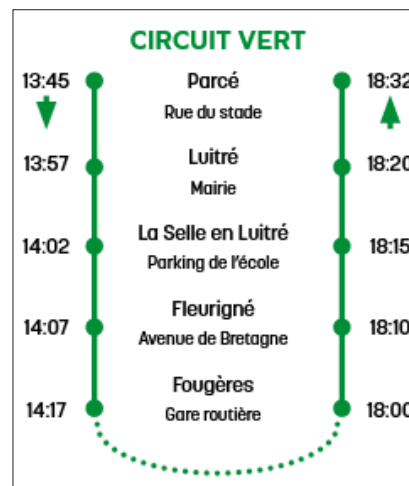 CIRCUIT VERT
13:45 Parcé 18:32
Rue du stade
13:57 Luitré 18:20
Mairie
14:02 La Selle en Luitré 18:15
Parking de l'école
14:07 Fleurigné 18:10
Avenue de Bretagne
14:17 Fougères 18:00
Gare routière